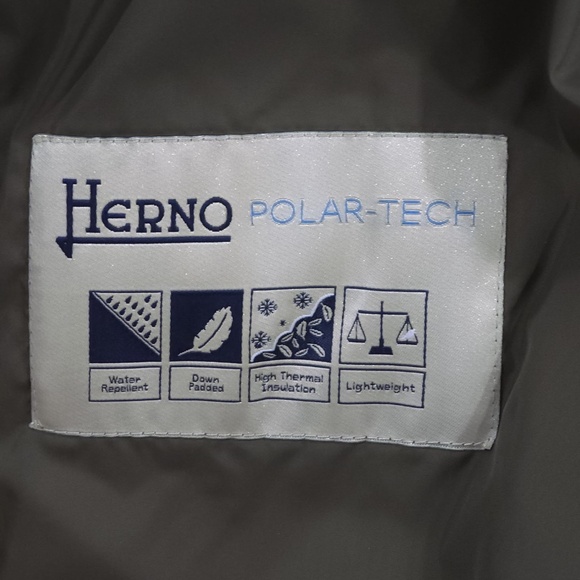 HERNO POLAR-TECH
Water Repellent
Down Padded
High Thermal Insulation
Lightweight